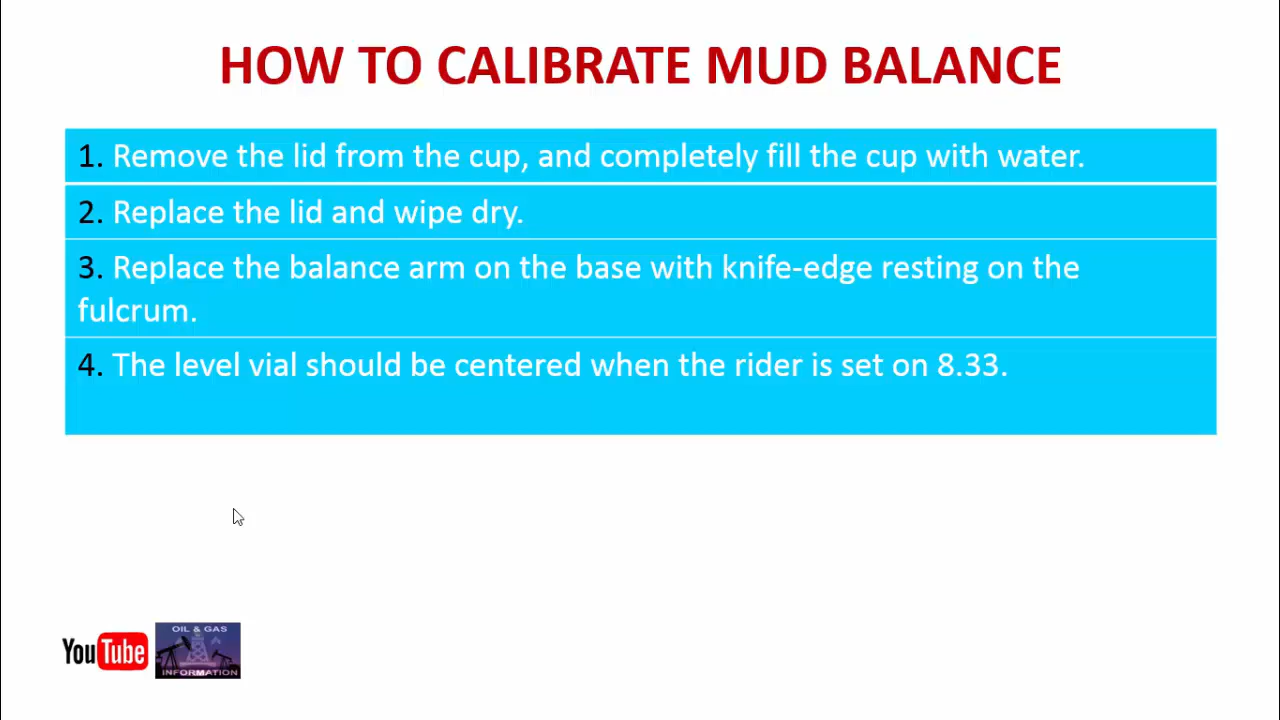 HOW TO CALIBRATE MUD BALANCE
1. Remove the lid from the cup, and completely fill the cup with water.
2. Replace the lid and wipe dry.
3. Replace the balance arm on the base with knife-edge resting on the
fulcrum.
4. The level vial should be centered when the rider is set on 8.33.
YouTube
OIL & GAS
INFORMATION